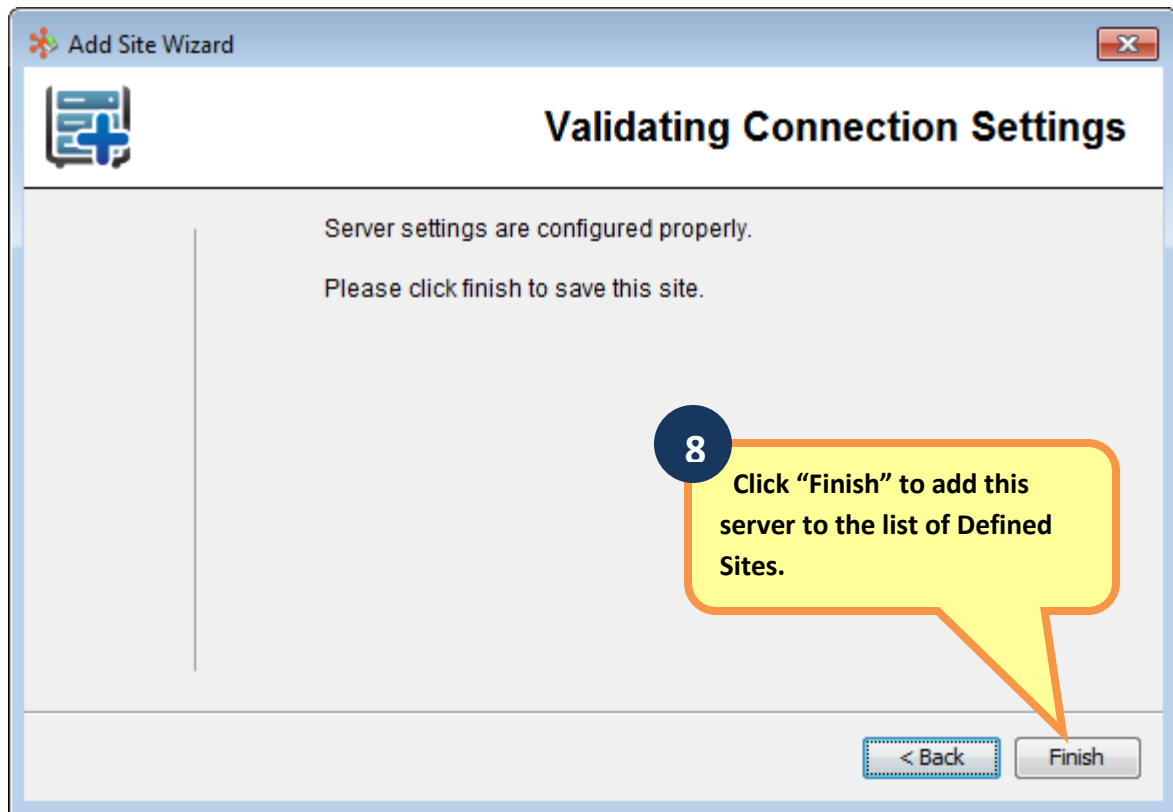 Add Site Wizard
Validating Connection Settings
Server settings are configured properly.
Please click finish to save this site.
8
Click “Finish” to add this
server to the list of Defined
Sites.
< Back
Finish